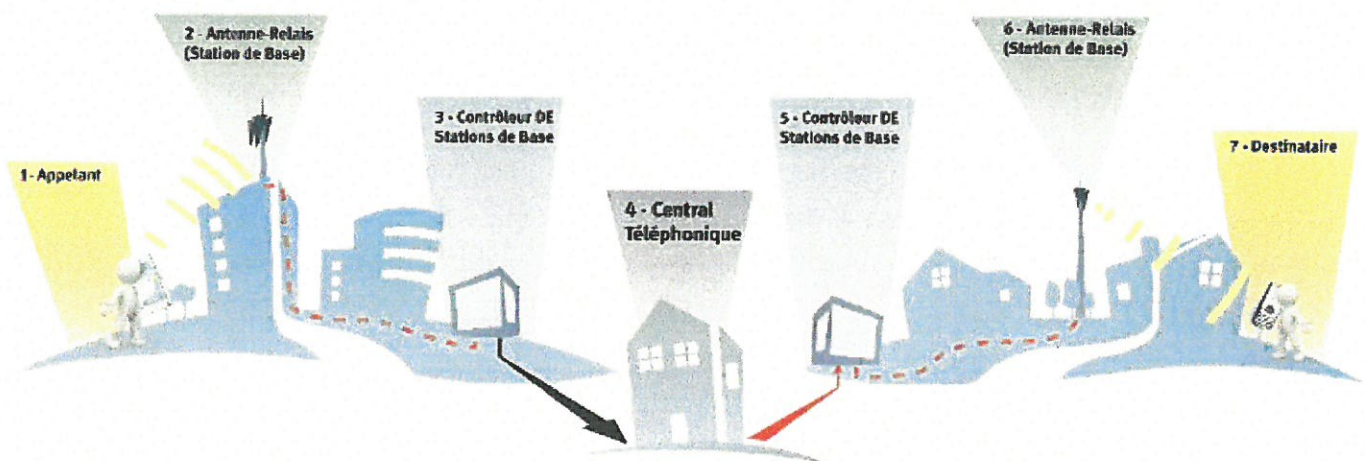 1 - Appelant
2 - Antenne-Relais
(Station de Base)
3 - Contrôleur DE
Stations de Base
4 - Central
Téléphonique
5 - Contrôleur DE
Stations de Base
6 - Antenne-Relais
(Station de Base)
7 - Destinataire